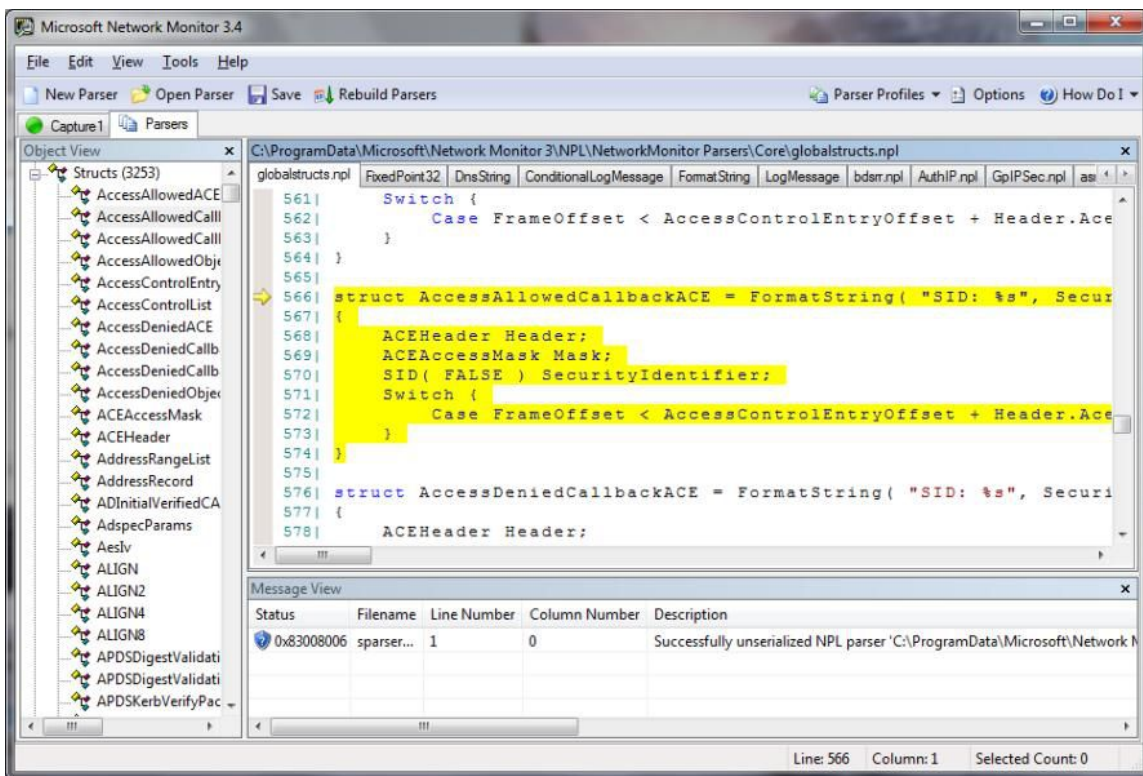 Microsoft Network Monitor 3.4
File Edit View Tools Help
New Parser Open Parser Save Rebuild Parsers Parser Profiles Options How Do I
Capture1 Parsers
Object View
Structs (3253)
AccessAllowedACE
AccessAllowedCalll
AccessAllowedCalll
AccessAllowedObje
AccessControlEntry
AccessControlList
AccessDeniedACE
AccessDeniedCallb
AccessDeniedCallb
AccessDeniedObjec
ACEAccessMask
ACEHeader
AddressRangeList
AddressRecord
ADInitialVerifiedCA
AdspecParams
AesIv
ALIGN
ALIGN2
ALIGN4
ALIGN8
APDSDigestValidati
APDSDigestValidati
APDSKerbVerifyPac
C:\ProgramData\Microsoft\Network Monitor 3\NPL\NetworkMonitor Parsers\Core\globalstructs.npl
globalstructs.npl FixedPoint32 DnsString ConditionalLogMessage FormatString LogMessage bdsrr.npl AuthIP.npl GpIPSec.npl
561| Switch {
562| Case FrameOffset < AccessControlEntryOffset + Header.Ace
563| }
564| }
565|
566| struct AccessAllowedCallbackACE = FormatString( "SID: %s", Secur
567| {
568| ACEHeader Header;
569| ACEAccessMask Mask;
570| SID( FALSE ) SecurityIdentifier;
571| Switch {
572| Case FrameOffset < AccessControlEntryOffset + Header.Ace
573| }
574| }
575|
576| struct AccessDeniedCallbackACE = FormatString( "SID: %s", Securi
577| {
578| ACEHeader Header;
Message View
Status Filename Line Number Column Number Description
0x83008006 sparser... 1 0 Successfully unserialized NPL parser 'C:\ProgramData\Microsoft\Network
Line: 566 Column: 1 Selected Count: 0